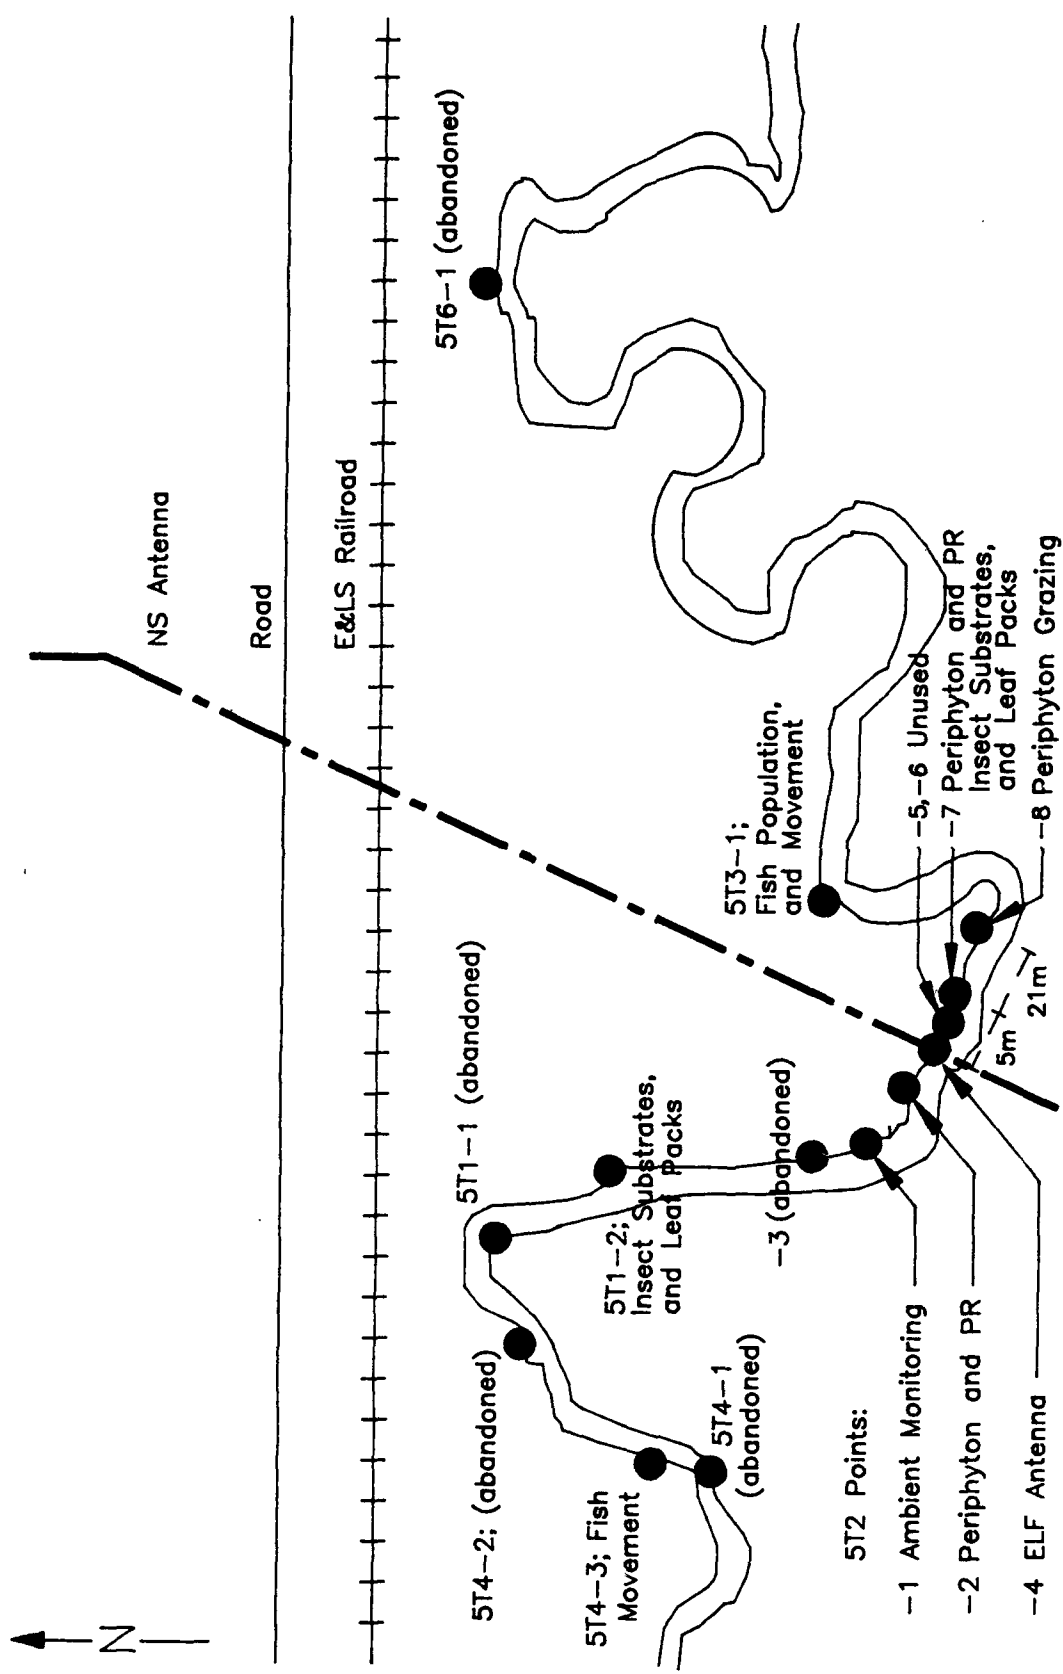 N
NS Antenna
Road
E&LS Railroad
5T6-1 (abandoned)
5T1-1 (abandoned)
5T4-2; (abandoned)
5T4-3; Fish
Movement
5T4-1
(abandoned)
5T1-2;
Insect Substrates,
and Leaf Packs
5T3-1;
Fish Population,
and Movement
-3 (abandoned)
5T2 Points:
-1 Ambient Monitoring
-2 Periphyton and PR
-4 ELF Antenna
-5,-6 Unused
-7 Periphyton and PR
Insect Substrates,
and Leaf Packs
-8 Periphyton Grazing
5m
21m